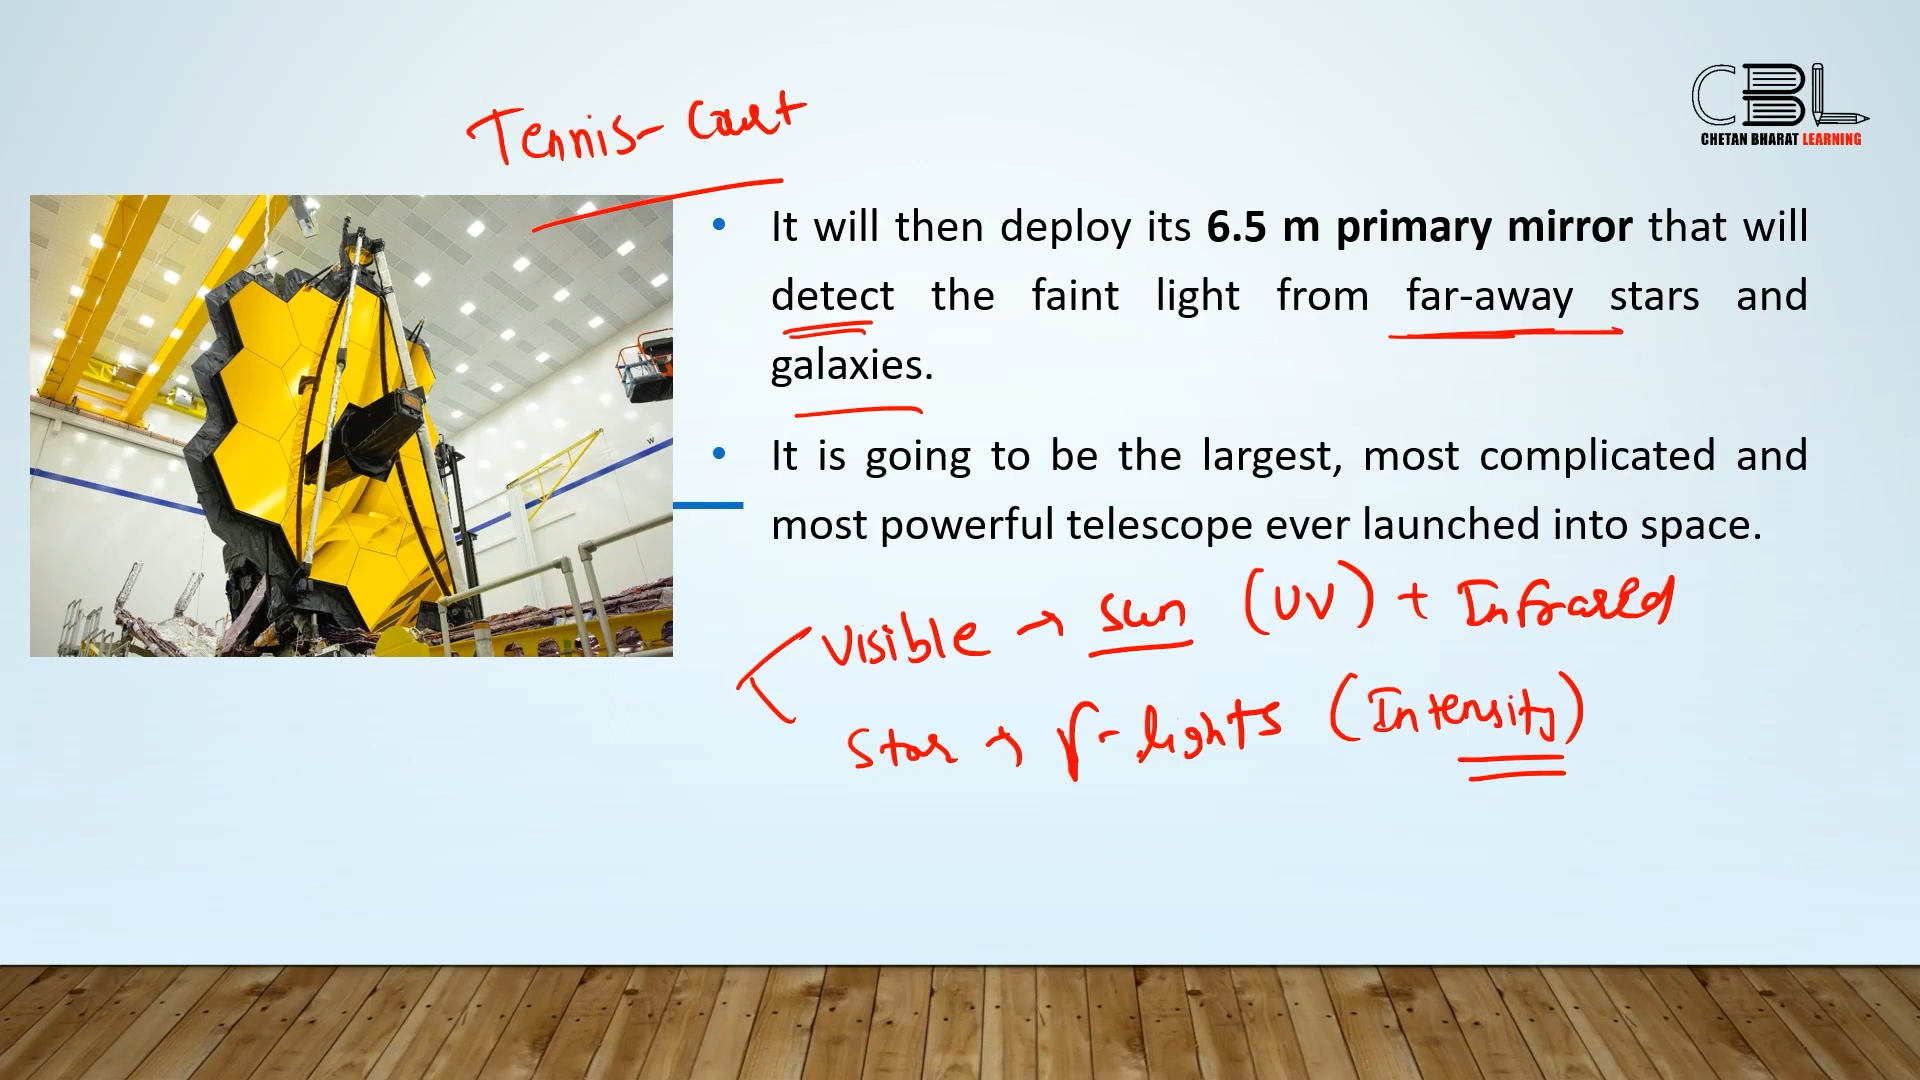 CBL
CHETAN BHARAT LEARNING
Tennis- Court
• It will then deploy its 6.5 m primary mirror that will
detect the faint light from far-away stars and
galaxies.
• It is going to be the largest, most complicated and
most powerful telescope ever launched into space.
Visible → sun (UV) + Infrared
Star → r-lights (Intensity)
W